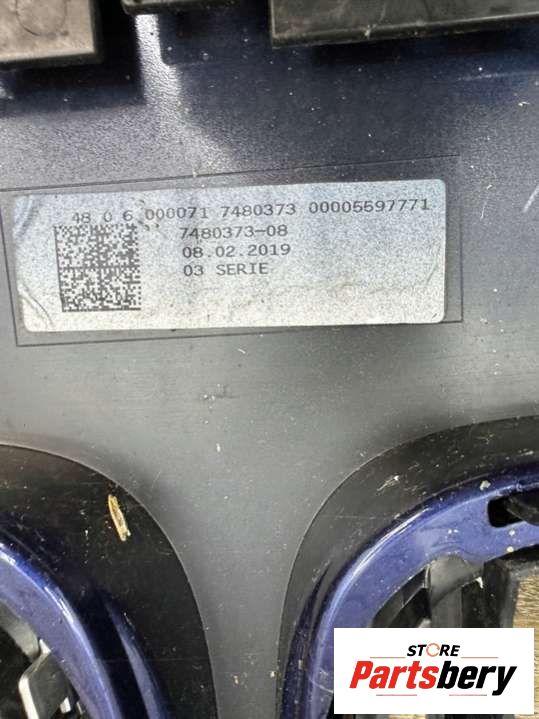 48 0 6 000071 7480373 00005597771
7480373-08
08.02.2019
03 SERIE
STORE
Partsbery